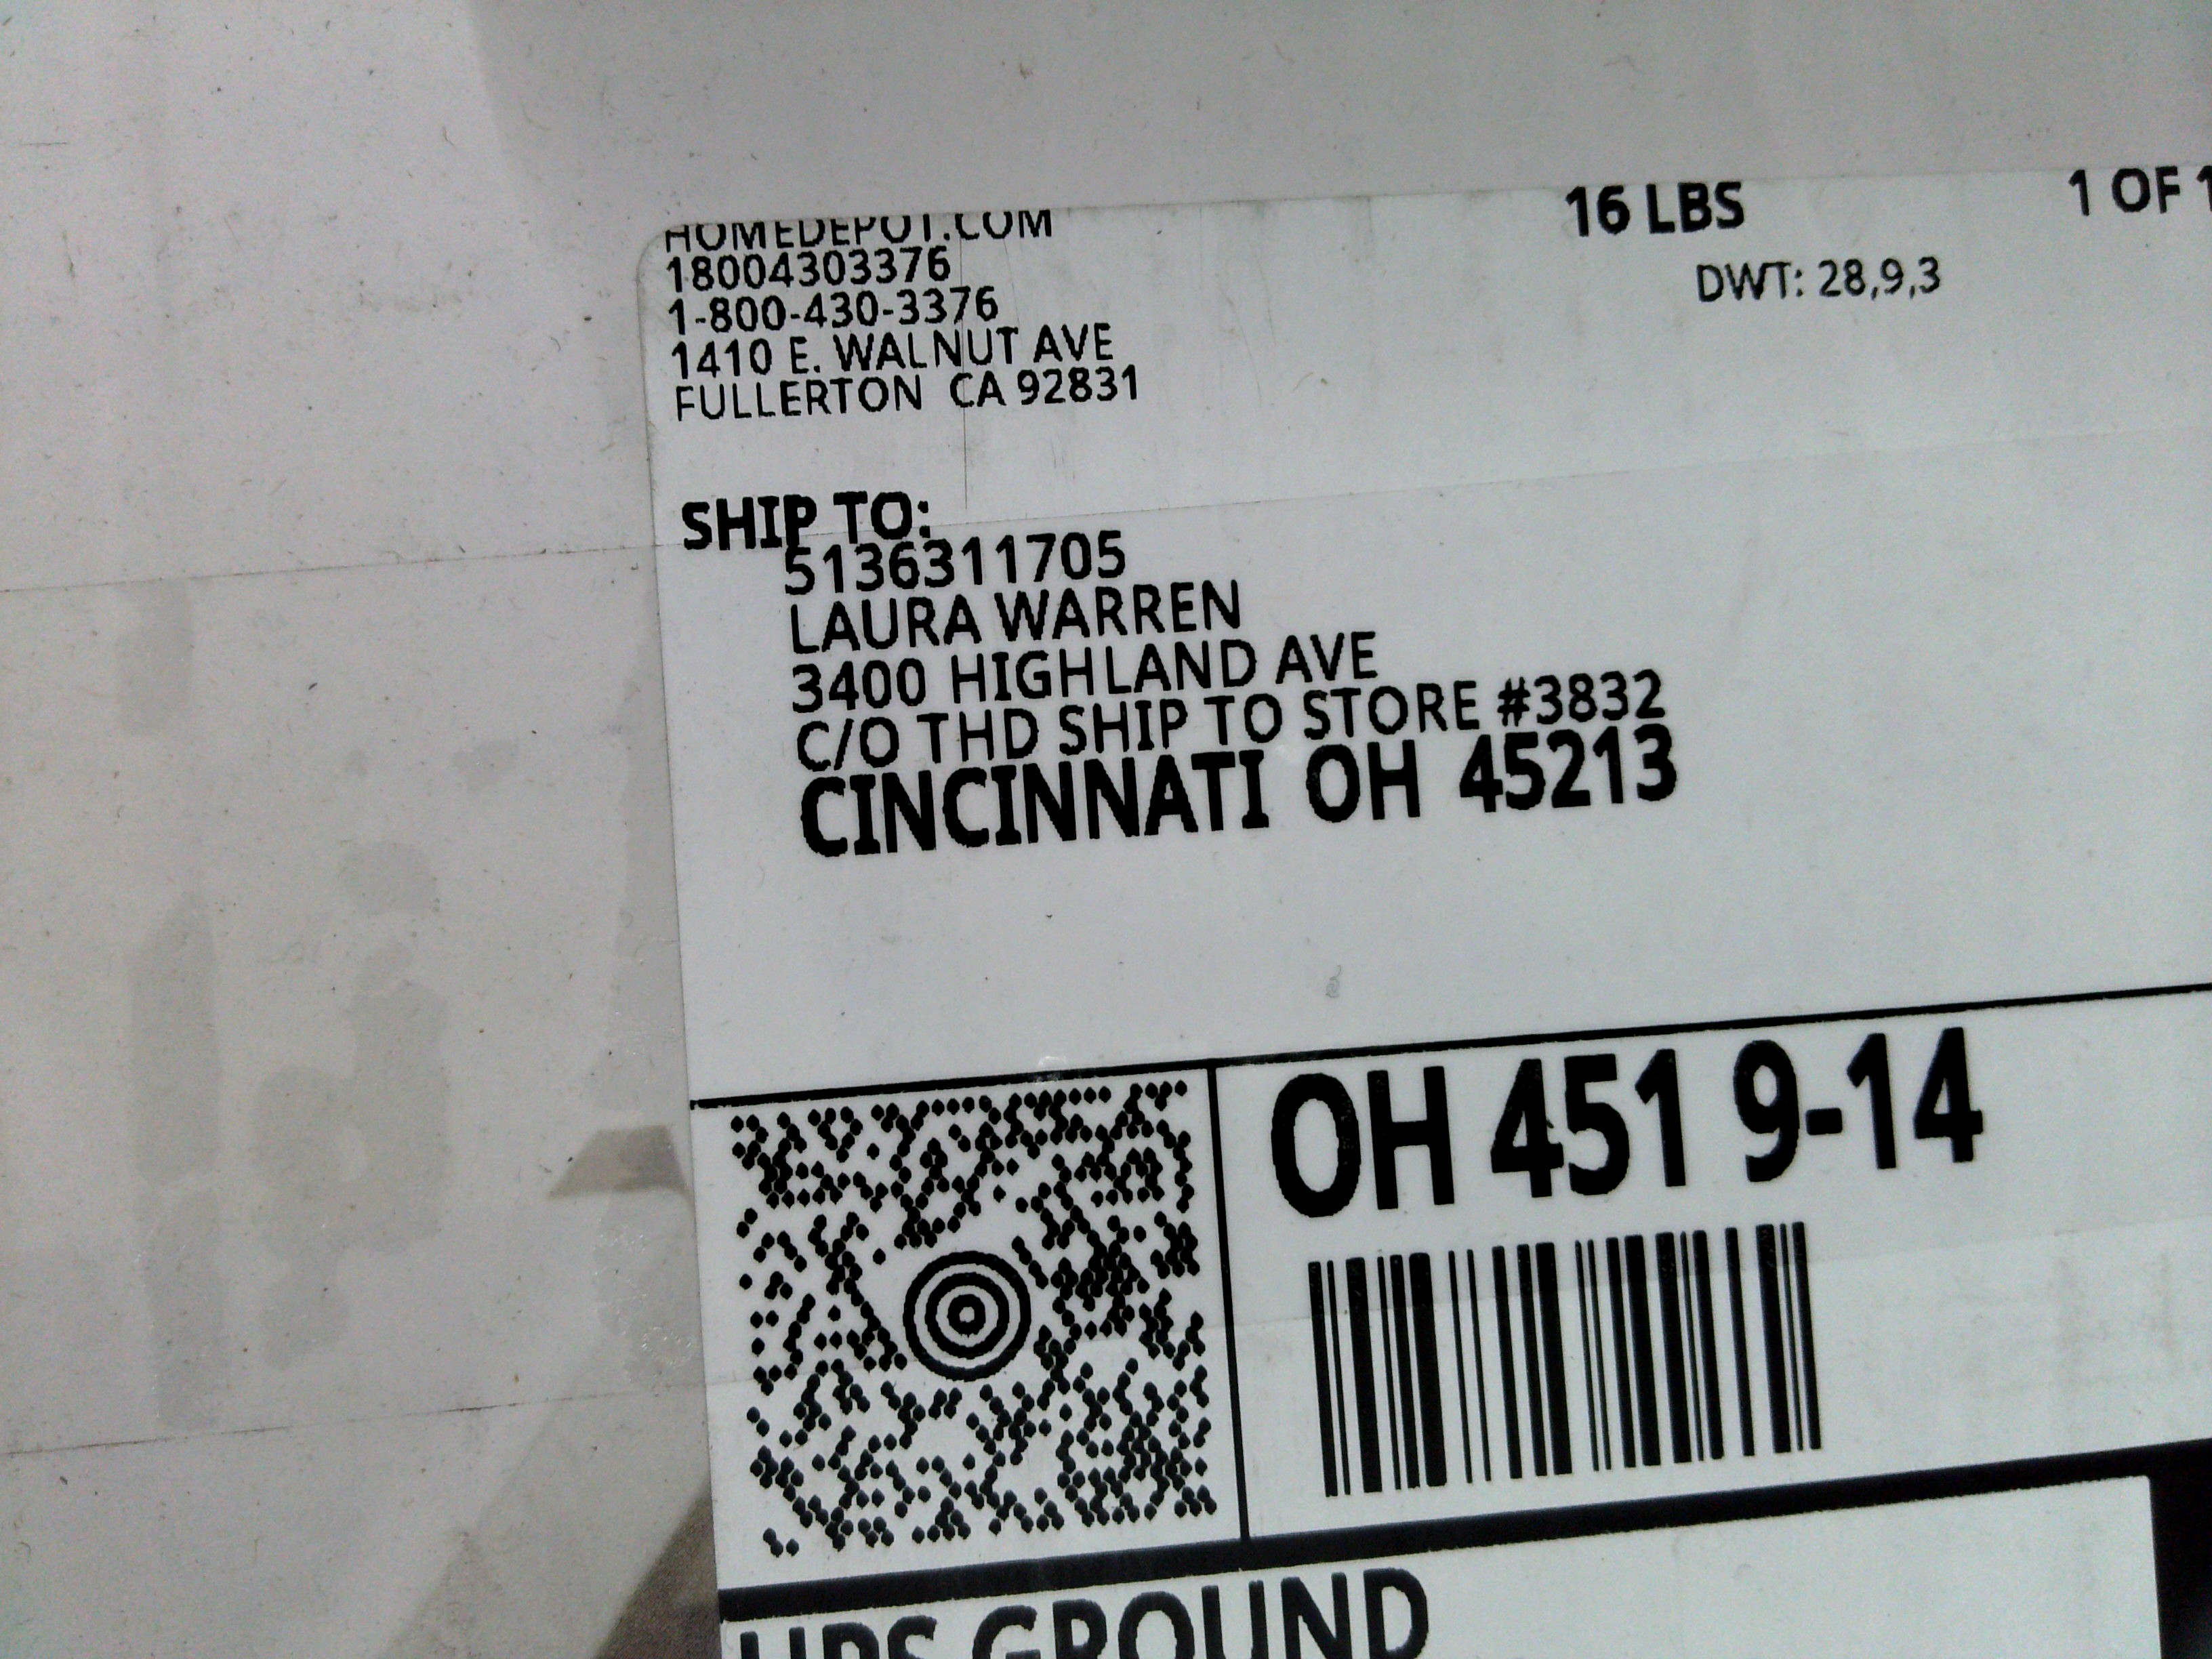 HOMEDEPOT.COM
18004303376
1-800-430-3376
1410 E. WALNUT AVE
FULLERTON CA 92831
16 LBS
1 OF 1
DWT: 28,9,3
SHIP TO:
5136311705
LAURA WARREN
3400 HIGHLAND AVE
C/O THD SHIP TO STORE #3832
CINCINNATI OH 45213
OH 451 9-14
UPS GROUND